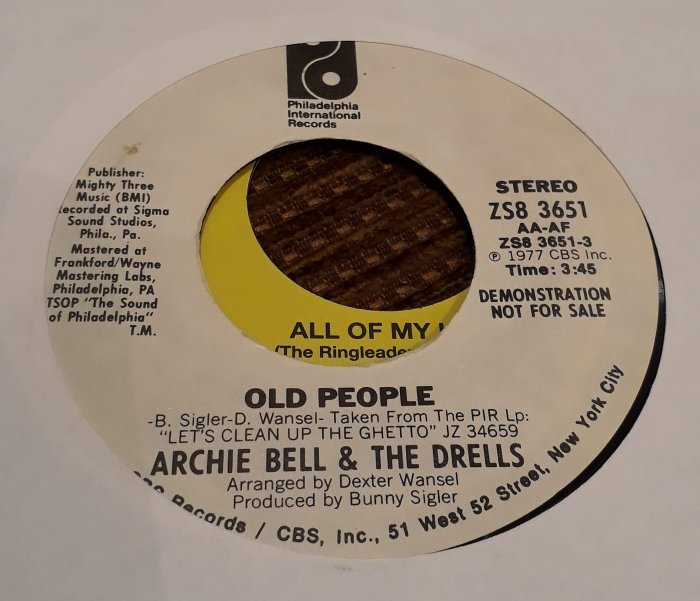 Philadelphia
International
Records
Publisher:
Mighty Three
Music (BMI)
ecorded at Sigma
Sound Studios,
Phila., Pa.
Mastered at
Frankford/Wayne
Mastering Labs,
Philadelphia, PA
TSOP "The Sound
of Philadelphia"
T.M.
STEREO
ZS8 3651
AA-AF
ZS8 3651-3
℗ 1977 CBS Inc.
Time: 3:45
DEMONSTRATION
NOT FOR SALE
ALL OF MY
(The Ringleade
OLD PEOPLE
-B. Sigler-D. Wansel- Taken From The PIR Lp:
"LET'S CLEAN UP THE GHETTO" JZ 34659
ARCHIE BELL & THE DRELLS
Arranged by Dexter Wansel
Produced by Bunny Sigler
Records / CBS, Inc., 51 West 52 Street, New York City